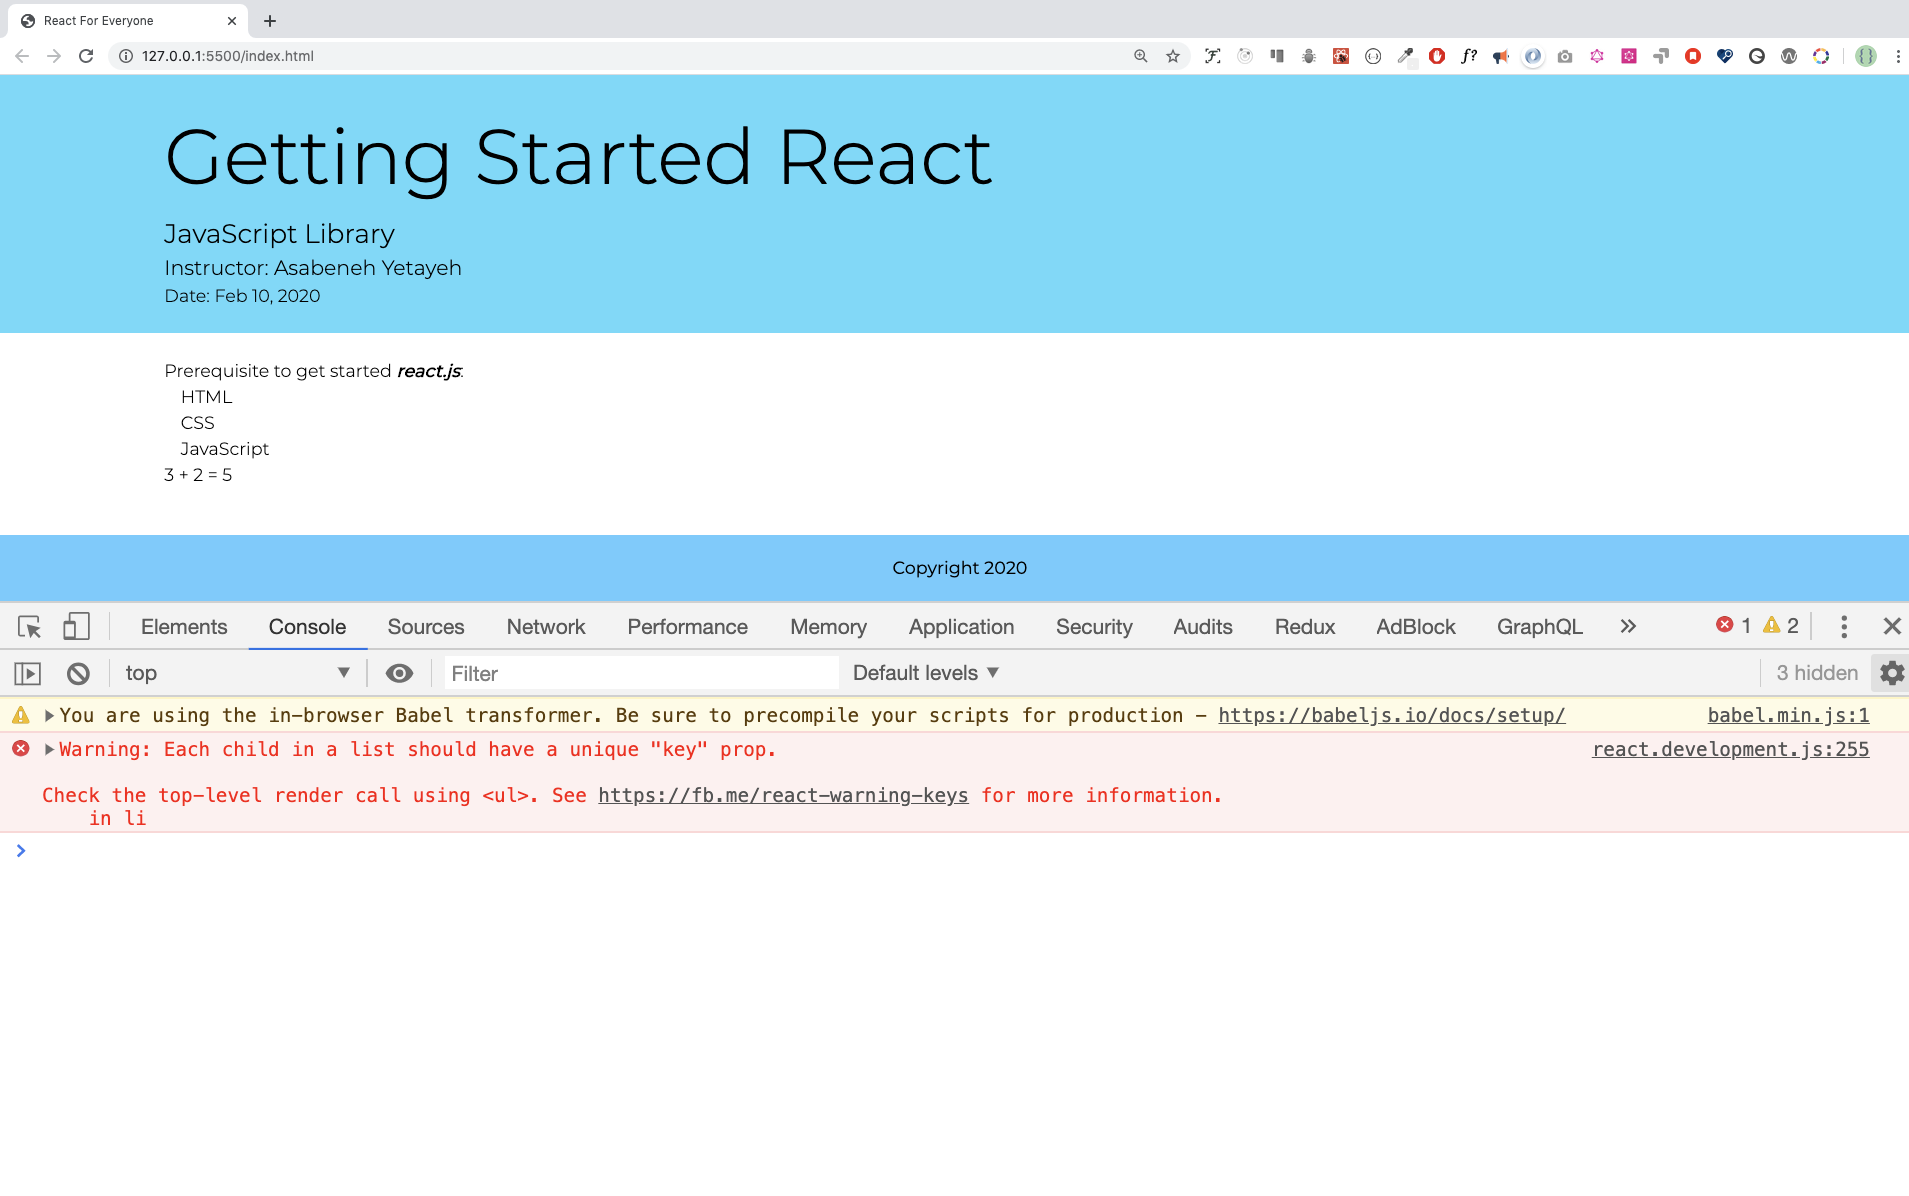 React For Everyone
127.0.0.1:5500/index.html
f?
Getting Started React
JavaScript Library
Instructor: Asabeneh Yetayeh
Date: Feb 10, 2020
Prerequisite to get started react.js:
HTML
CSS
JavaScript
3 + 2 = 5
Copyright 2020
Elements Console Sources Network Performance Memory Application Security Audits Redux AdBlock GraphQL » 1 2
top Filter Default levels 3 hidden
You are using the in-browser Babel transformer. Be sure to precompile your scripts for production - https://babeljs.io/docs/setup/ babel.min.js:1
Warning: Each child in a list should have a unique "key" prop. react.development.js:255
Check the top-level render call using <ul>. See https://fb.me/react-warning-keys for more information.
in li